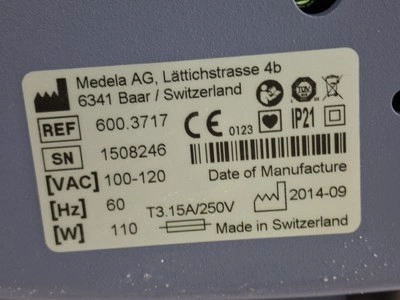 Medela AG, Lättichstrasse 4b
6341 Baar / Switzerland
REF 600.3717 CE 0123 IP21
SN 1508246
[VAC] 100-120 Date of Manufacture
[Hz] 60 T3.15A/250V 2014-09
[W] 110 Made in Switzerland